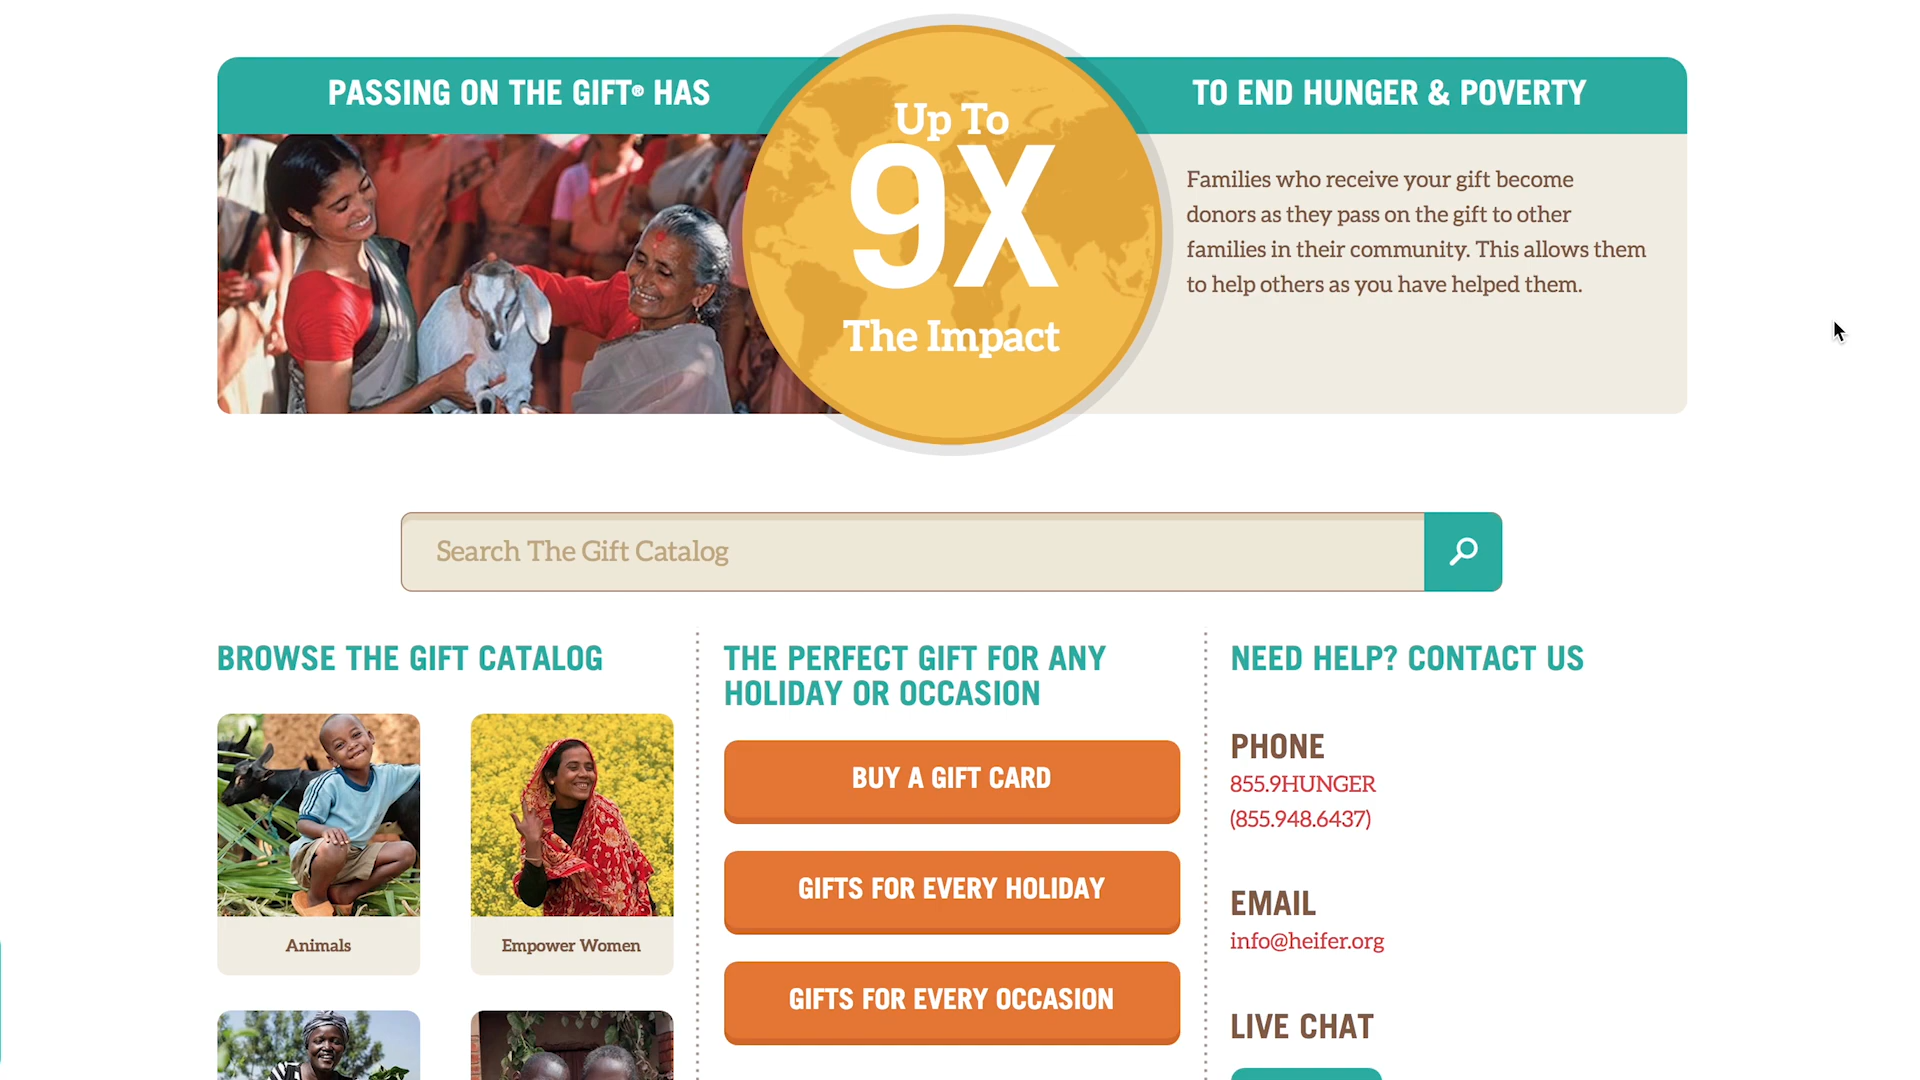 PASSING ON THE GIFT® HAS
Up To
9X
The Impact
TO END HUNGER & POVERTY
Families who receive your gift become
donors as they pass on the gift to other
families in their community. This allows them
to help others as you have helped them.
Search The Gift Catalog
BROWSE THE GIFT CATALOG
Animals
Empower Women
THE PERFECT GIFT FOR ANY
HOLIDAY OR OCCASION
BUY A GIFT CARD
GIFTS FOR EVERY HOLIDAY
GIFTS FOR EVERY OCCASION
NEED HELP? CONTACT US
PHONE
855.9HUNGER
(855.948.6437)
EMAIL
info@heifer.org
LIVE CHAT